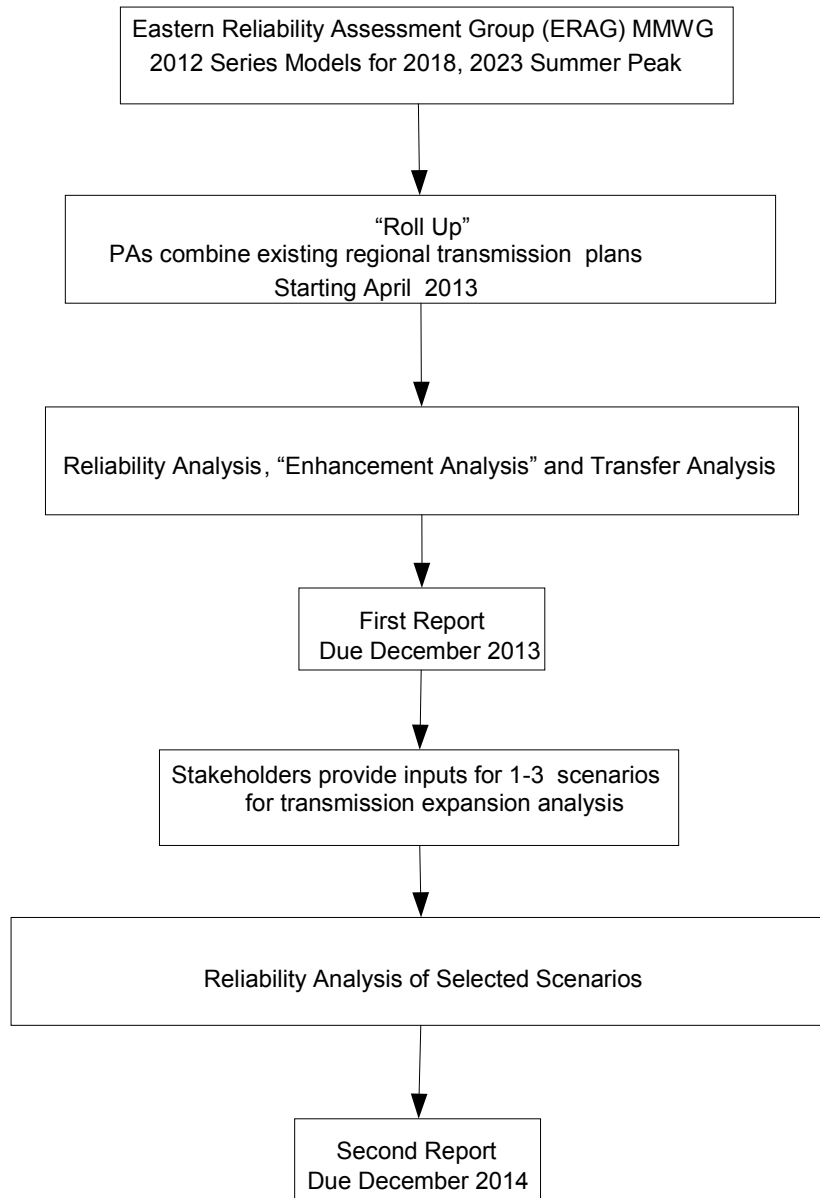 Eastern Reliability Assessment Group (ERAG) MMWG
2012 Series Models for 2018, 2023 Summer Peak
“Roll Up”
PAs combine existing regional transmission plans
Starting April 2013
Reliability Analysis, “Enhancement Analysis” and Transfer Analysis
First Report
Due December 2013
Stakeholders provide inputs for 1-3 scenarios
for transmission expansion analysis
Reliability Analysis of Selected Scenarios
Second Report
Due December 2014